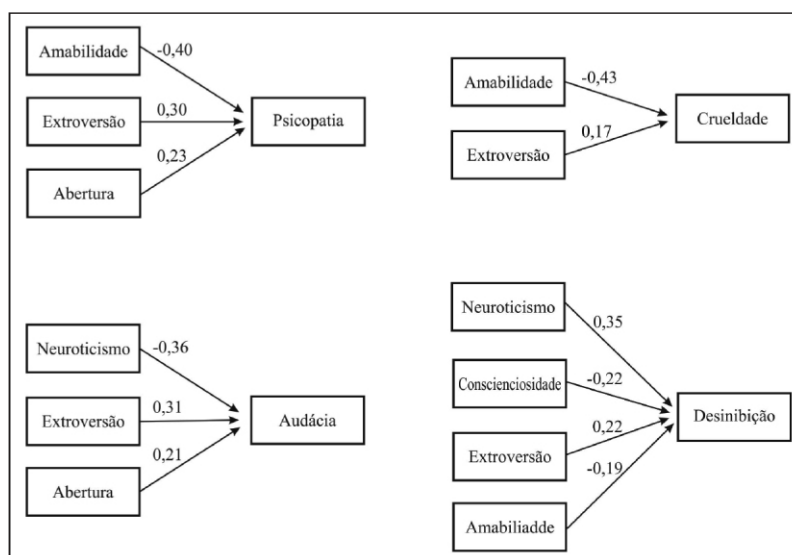 Amabilidade
-0,40
Extroversão
0,30
Psicopatia
0,23
Abertura
Amabilidade
-0,43
Crueldade
Extroversão
0,17
Neuroticismo
-0,36
Extroversão
0,31
Audácia
0,21
Abertura
Neuroticismo
0,35
Conscienciosidade
-0,22
Desinibição
Extroversão
0,22
-0,19
Amabiliadde